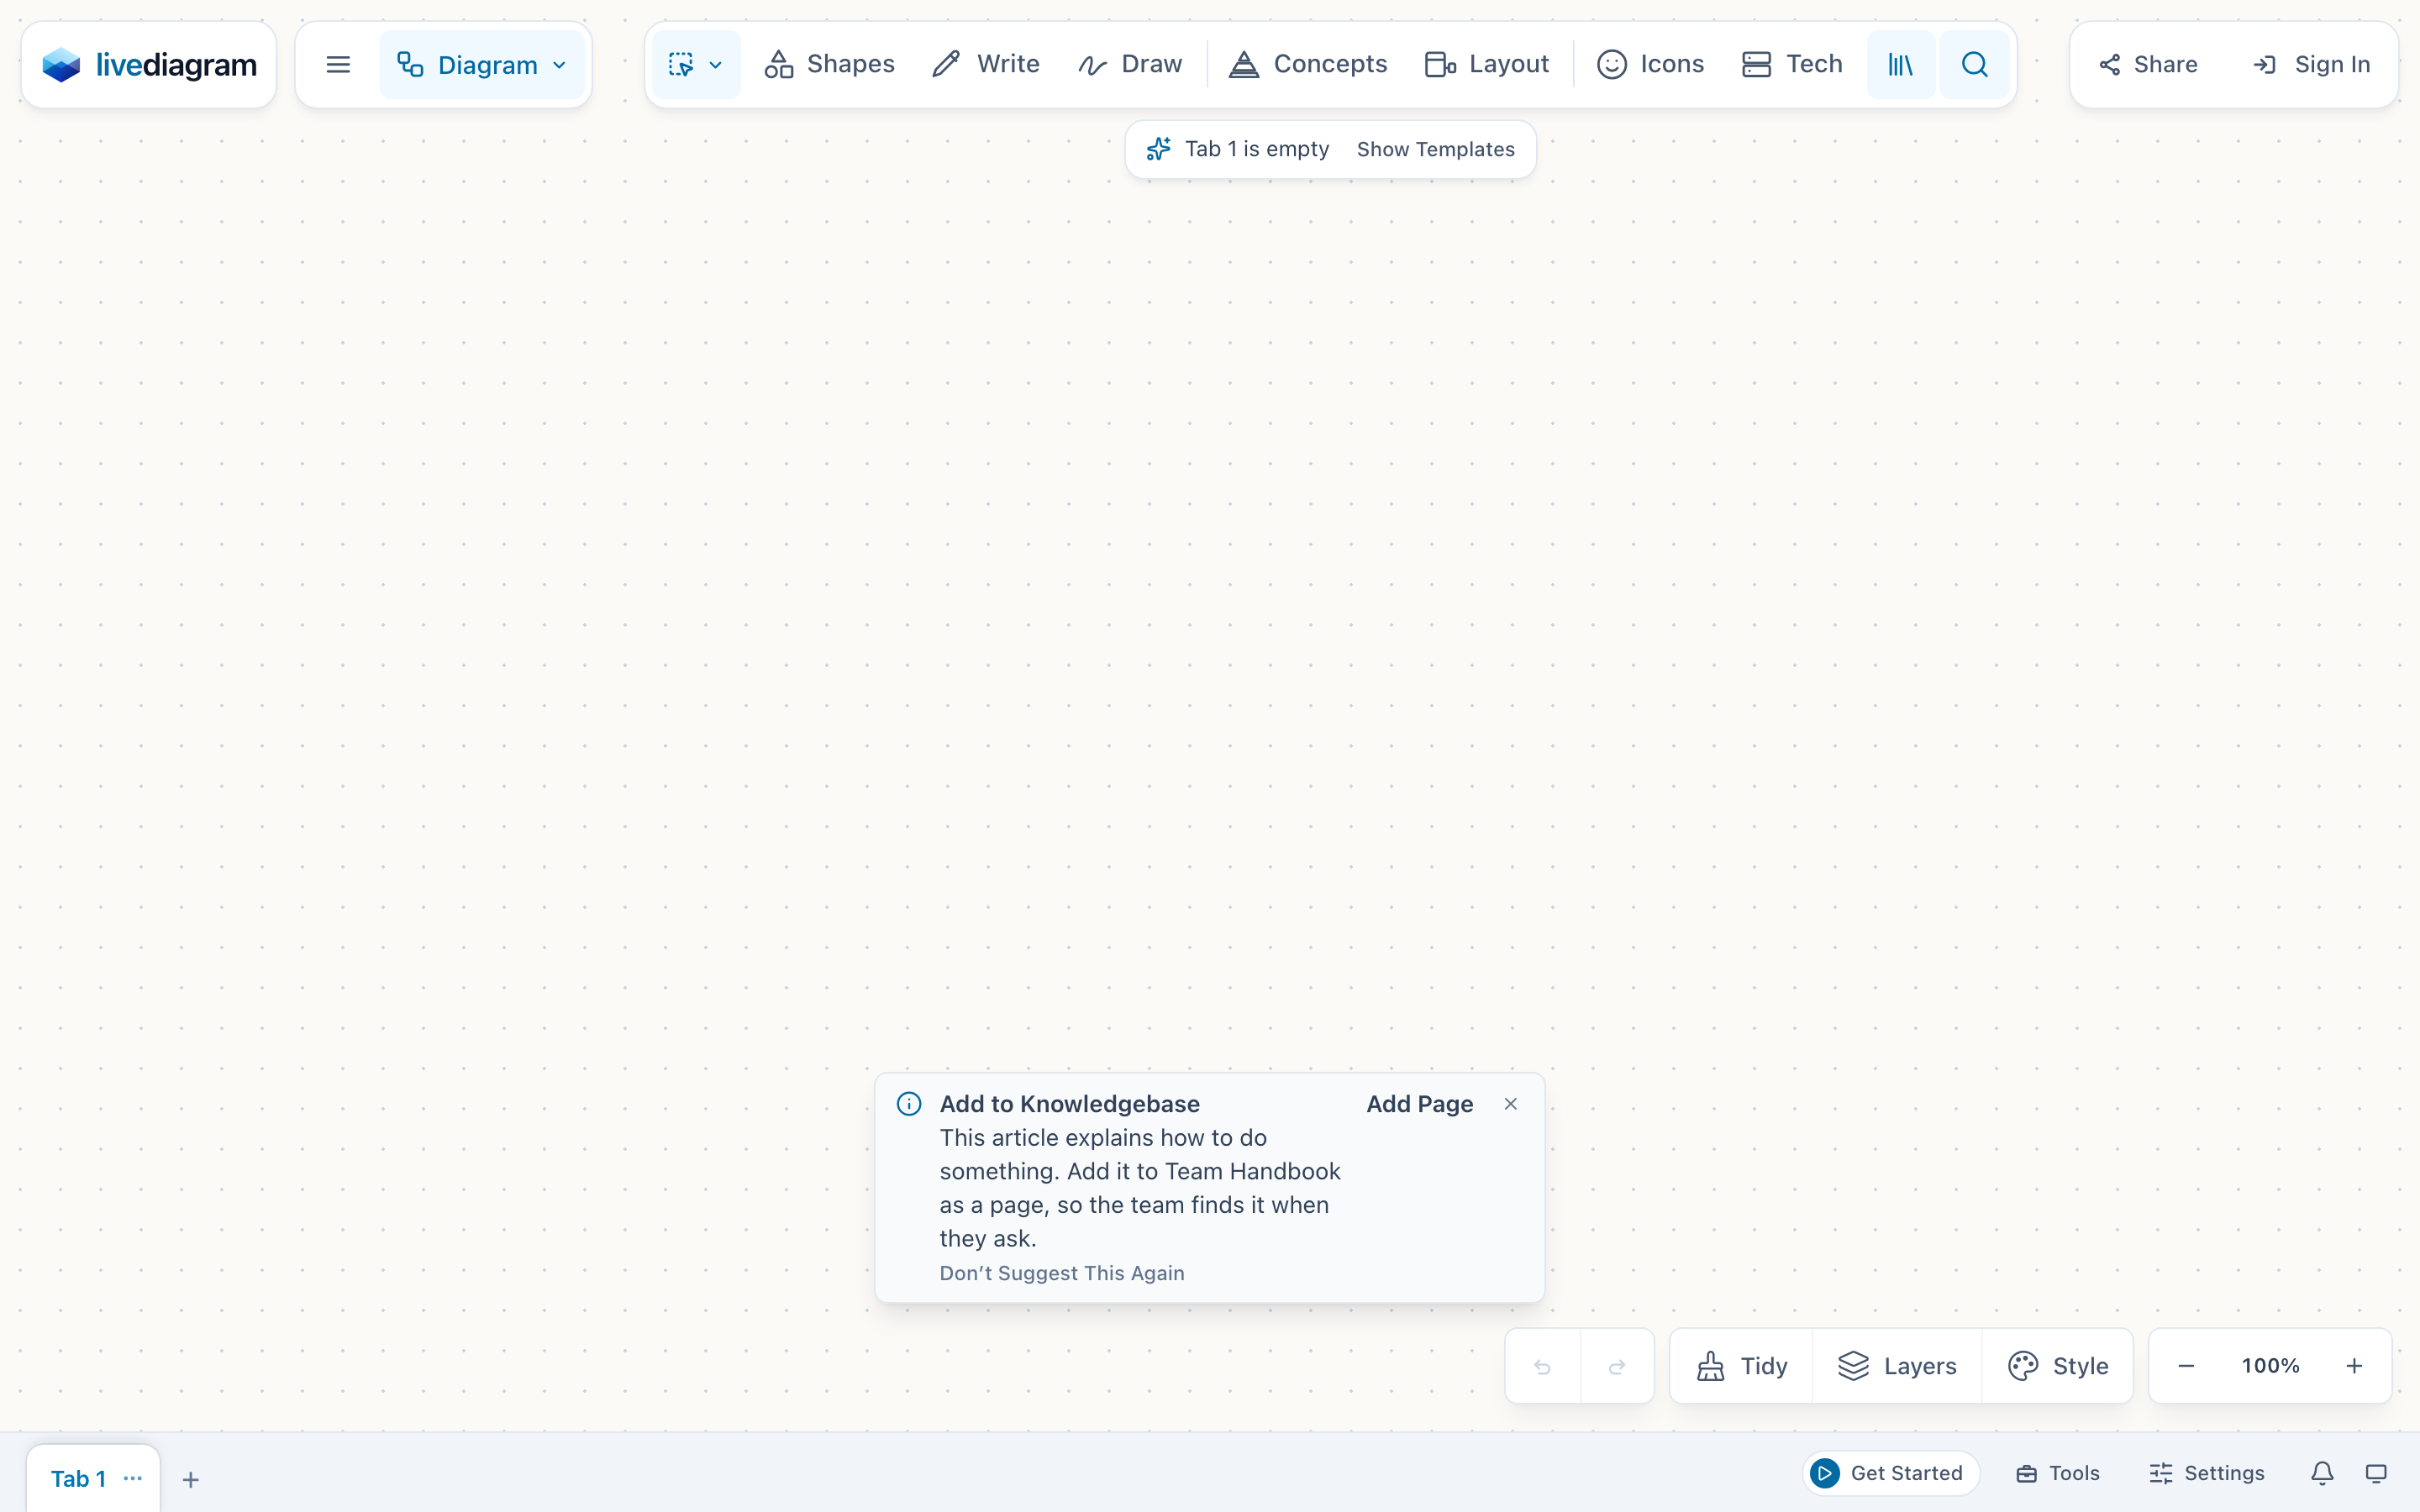 livediagram
Diagram
Shapes
Write
Draw
Concepts
Layout
Icons
Tech
Share
Sign In
Tab 1 is empty
Show Templates
Add to Knowledgebase
Add Page
This article explains how to do
something. Add it to Team Handbook
as a page, so the team finds it when
they ask.
Don’t Suggest This Again
Tidy
Layers
Style
100%
Tab 1
Get Started
Tools
Settings